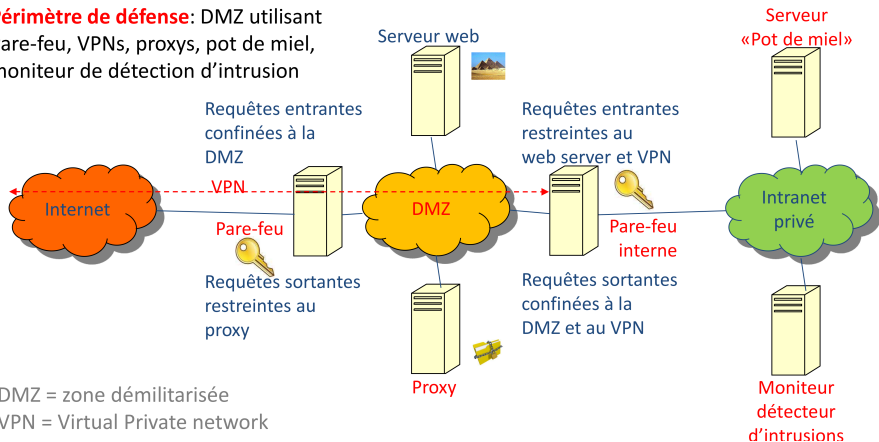 Périmètre de défense: DMZ utilisant
pare-feu, VPNs, proxys, pot de miel,
moniteur de détection d'intrusion
Serveur web
Serveur
«Pot de miel»
Requêtes entrantes
confinées à la
DMZ
Requêtes entrantes
restreintes au
web server et VPN
VPN
Internet
DMZ
Intranet
privé
Pare-feu
Pare-feu
interne
Requêtes sortantes
restreintes au
proxy
Requêtes sortantes
confinées à la
DMZ et au VPN
Proxy
Moniteur
détecteur
d'intrusions
DMZ = zone démilitarisée
VPN = Virtual Private network